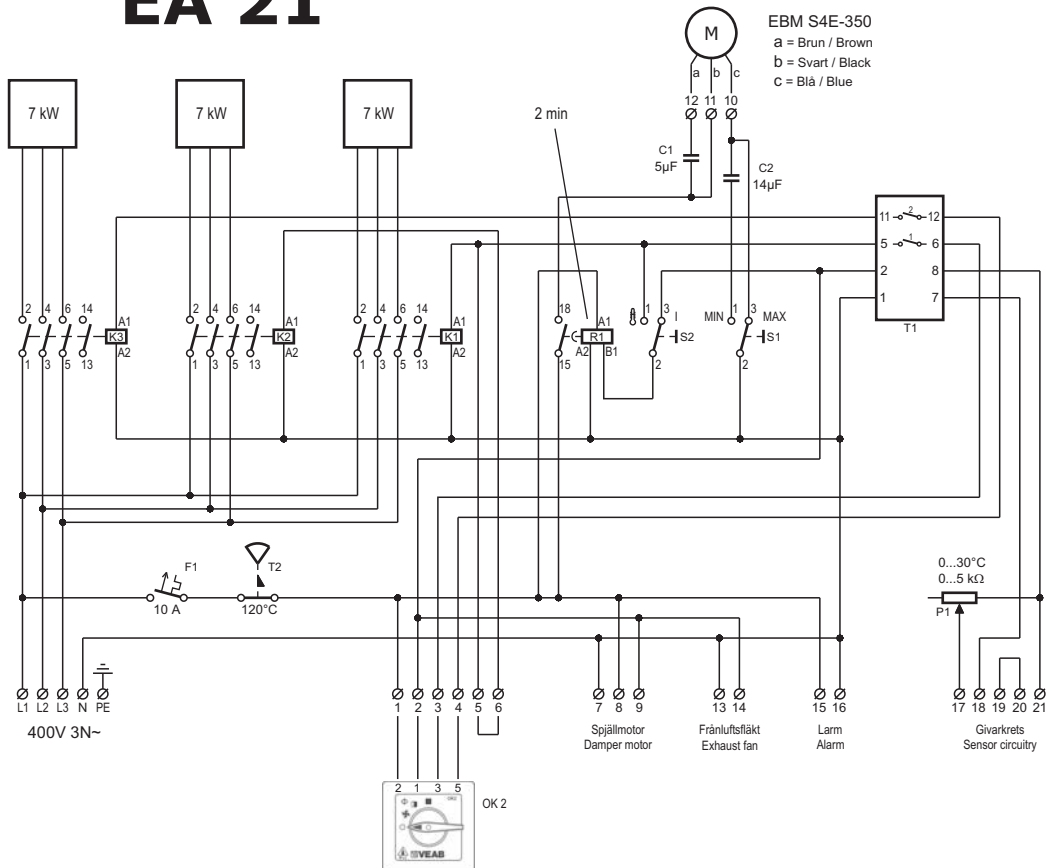 EA 21
EBM S4E-350
a = Brun / Brown
b = Svart / Black
c = Blå / Blue
M
a b c
12 11 10
7 kW
7 kW
7 kW
2 min
C1
5µF
C2
14µF
11 2 12
5 1 6
2 8
1 7
T1
2 4 6 14
A1
K3
A2
1 3 5 13
2 4 6 14
A1
K2
A2
1 3 5 13
2 4 6 14
A1
K1
A2
1 3 5 13
18
A1
R1
A2 B1
15
1 3 I
S2
2
MIN 1 3 MAX
S1
2
F1
10 A
T2
120°C
0...30°C
0...5 kΩ
P1
L1 L2 L3 N PE
400V 3N~
1 2 3 4 5 6
7 8 9
Spjällmotor
Damper motor
13 14
Frånluftsfläkt
Exhaust fan
15 16
Larm
Alarm
17 18 19 20 21
Givarkrets
Sensor circuitry
2 1 3 5
OK 2
VEAB